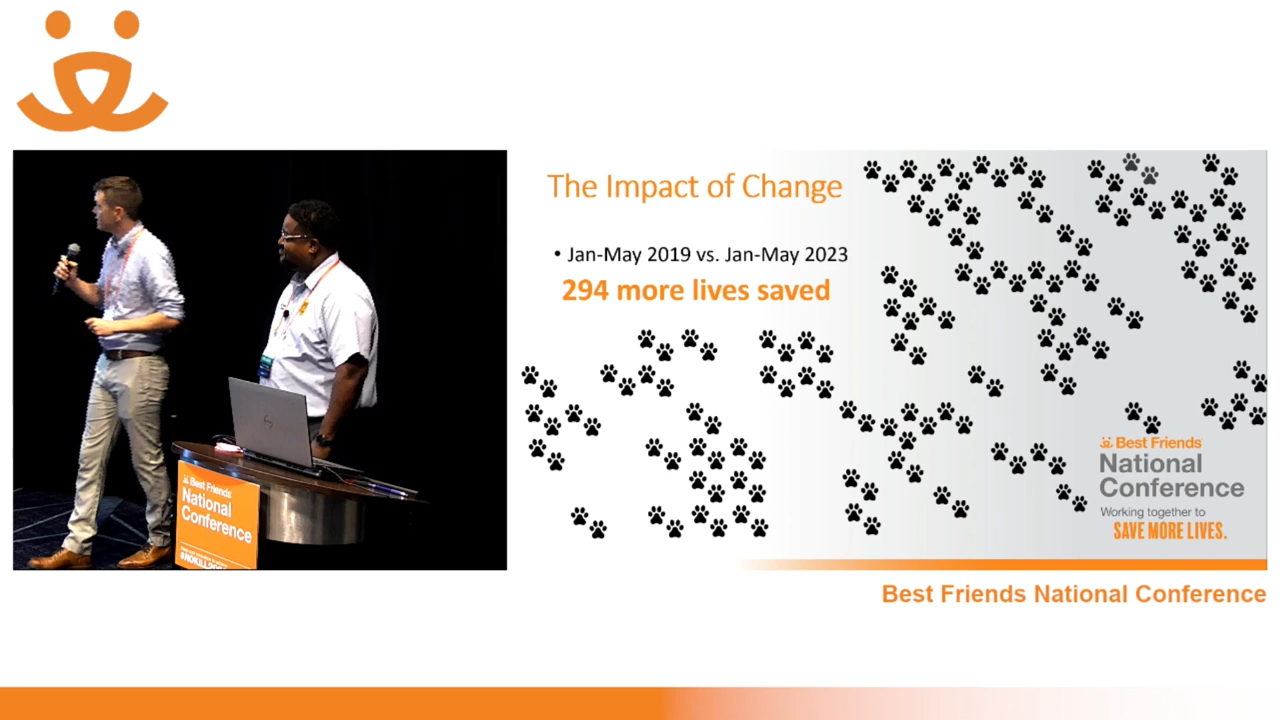 The Impact of Change
• Jan-May 2019 vs. Jan-May 2023
294 more lives saved
Best Friends
National
Conference
Working together to
SAVE MORE LIVES.
Best Friends
National
Conference
Best Friends National Conference